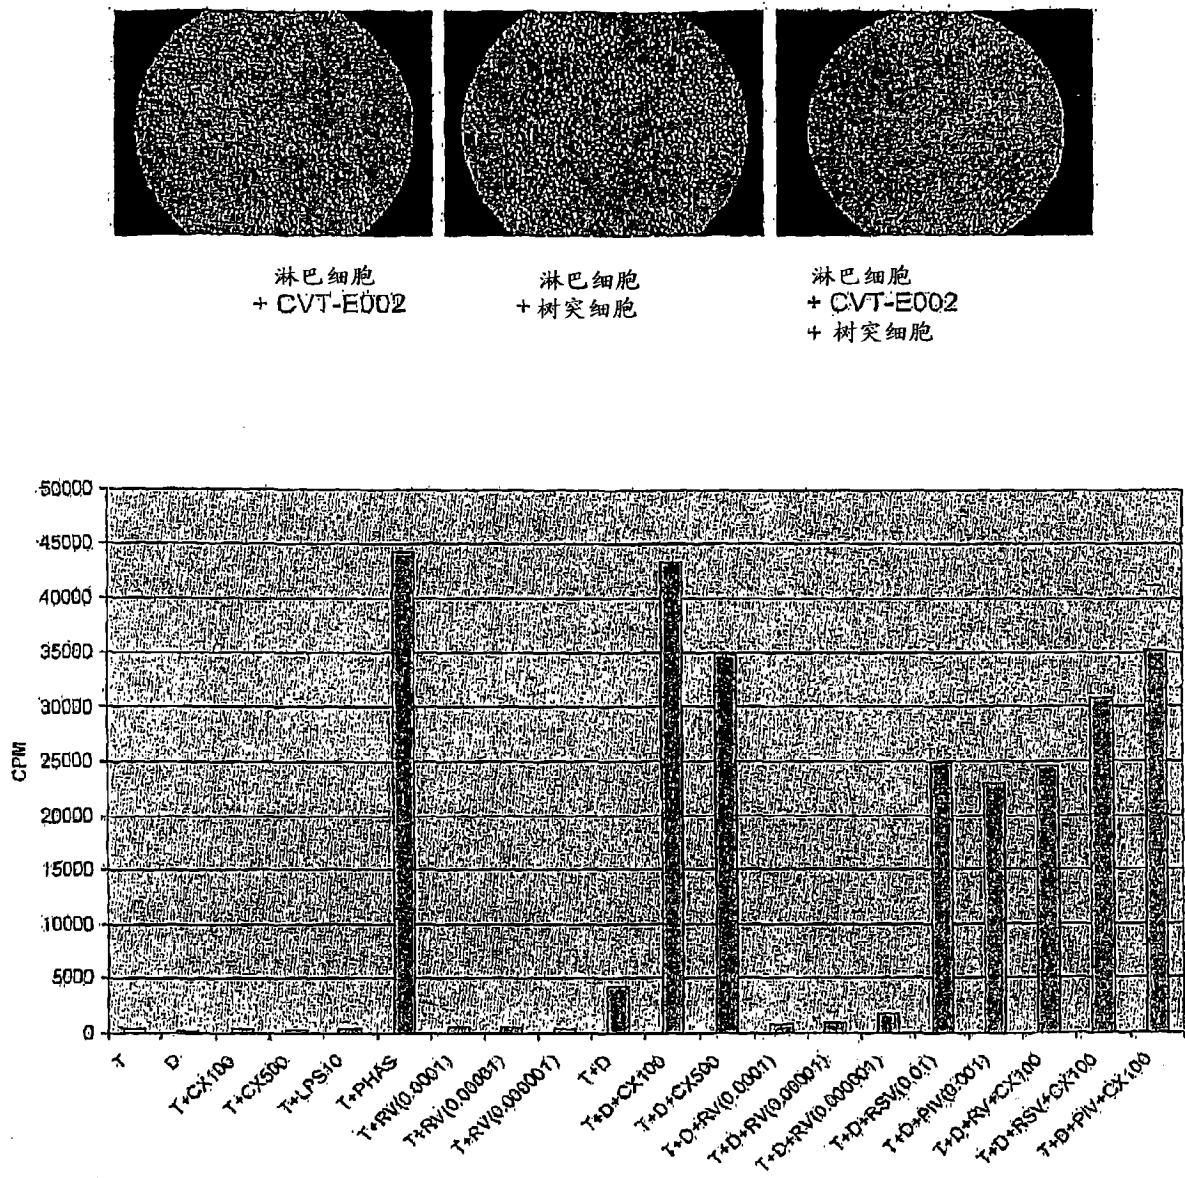 淋巴细胞
+ CVT-E002
淋巴细胞
+ 树突细胞
淋巴细胞
+ CVT-E002
+ 树突细胞
50000
45000
40000
35000
30000
25000
20000
15000
10000
5000
0
CPM
T
D
T+CX100
T+CX500
T+LPS10
T+PHA5
T+RV(0.0001)
T+RV(0.00001)
T+RV(0.000001)
T+D
T+D+CX100
T+D+CX500
T+D+RV(0.0001)
T+D+RV(0.00001)
T+D+RV(0.000001)
T+D+RSV(0.01)
T+D+PIV(0.001)
T+D+RV+CX100
T+D+RSV+CX100
T+D+PIV+CX100